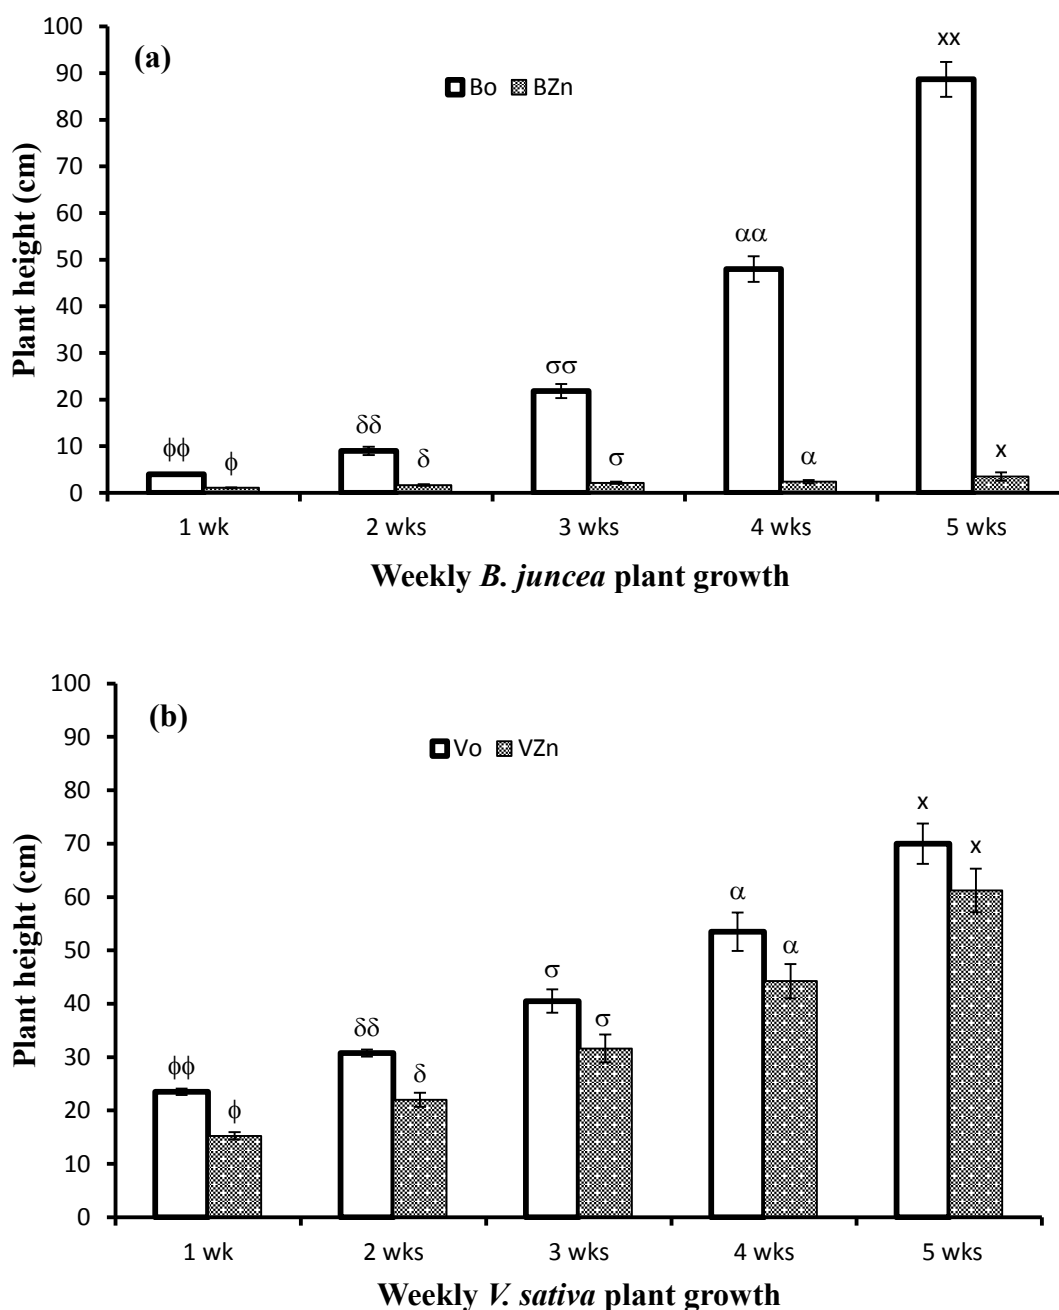 (a)
Bo BZn
Plant height (cm)
100
90
80
70
60
50
40
30
20
10
0
ϕϕ ϕ δδ δ σσ σ αα α xx x
1 wk 2 wks 3 wks 4 wks 5 wks
Weekly B. juncea plant growth
(b)
Vo VZn
Plant height (cm)
100
90
80
70
60
50
40
30
20
10
0
ϕϕ ϕ δδ δ σ σ α α x x
1 wk 2 wks 3 wks 4 wks 5 wks
Weekly V. sativa plant growth